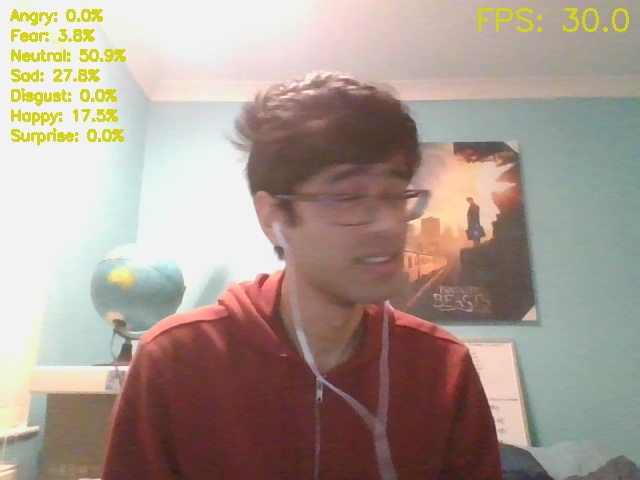 Angry: 0.0%
Fear: 3.8%
Neutral: 50.9%
Sad: 27.8%
Disgust: 0.0%
Happy: 17.5%
Surprise: 0.0%
FPS: 30.0
FANTASTIC
BEASTS